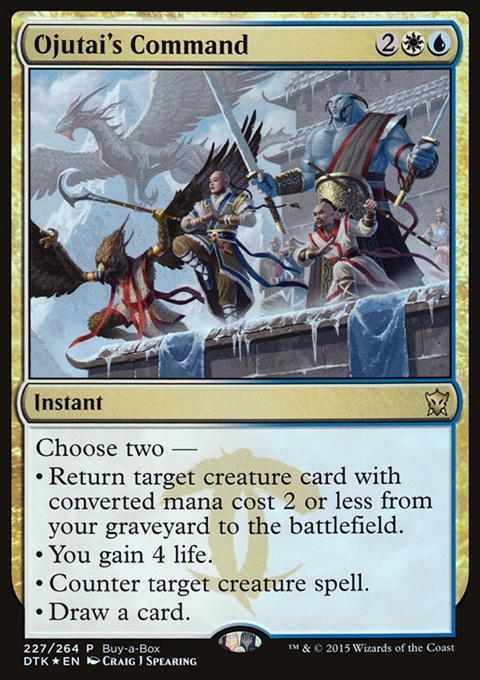 Ojutai's Command 2
Instant
Choose two —
• Return target creature card with
converted mana cost 2 or less from
your graveyard to the battlefield.
• You gain 4 life.
• Counter target creature spell.
• Draw a card.
227/264 P Buy-a-Box
DTK ★ EN Craig J Spearing
™ & © 2015 Wizards of the Coast